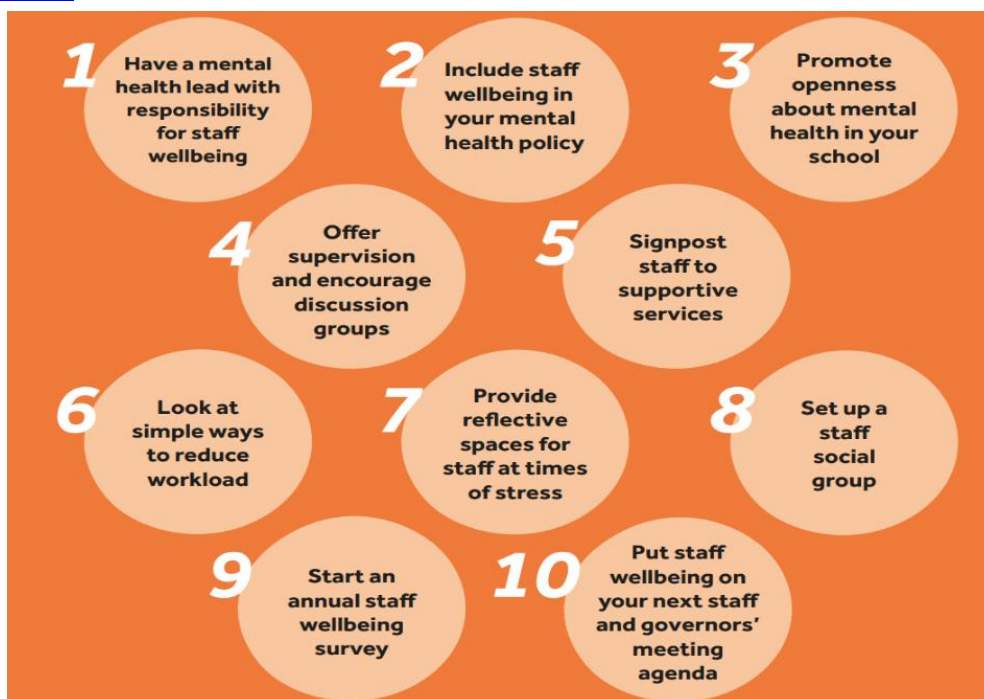 1
Have a mental
health lead with
responsibility
for staff
wellbeing
2
Include staff
wellbeing in
your mental
health policy
3
Promote
openness
about mental
health in your
school
4
Offer
supervision
and encourage
discussion
groups
5
Signpost
staff to
supportive
services
6
Look at
simple ways
to reduce
workload
7
Provide
reflective
spaces for
staff at times
of stress
8
Set up a
staff
social
group
9
Start an
annual staff
wellbeing
survey
10
Put staff
wellbeing on
your next staff
and governors’
meeting
agenda